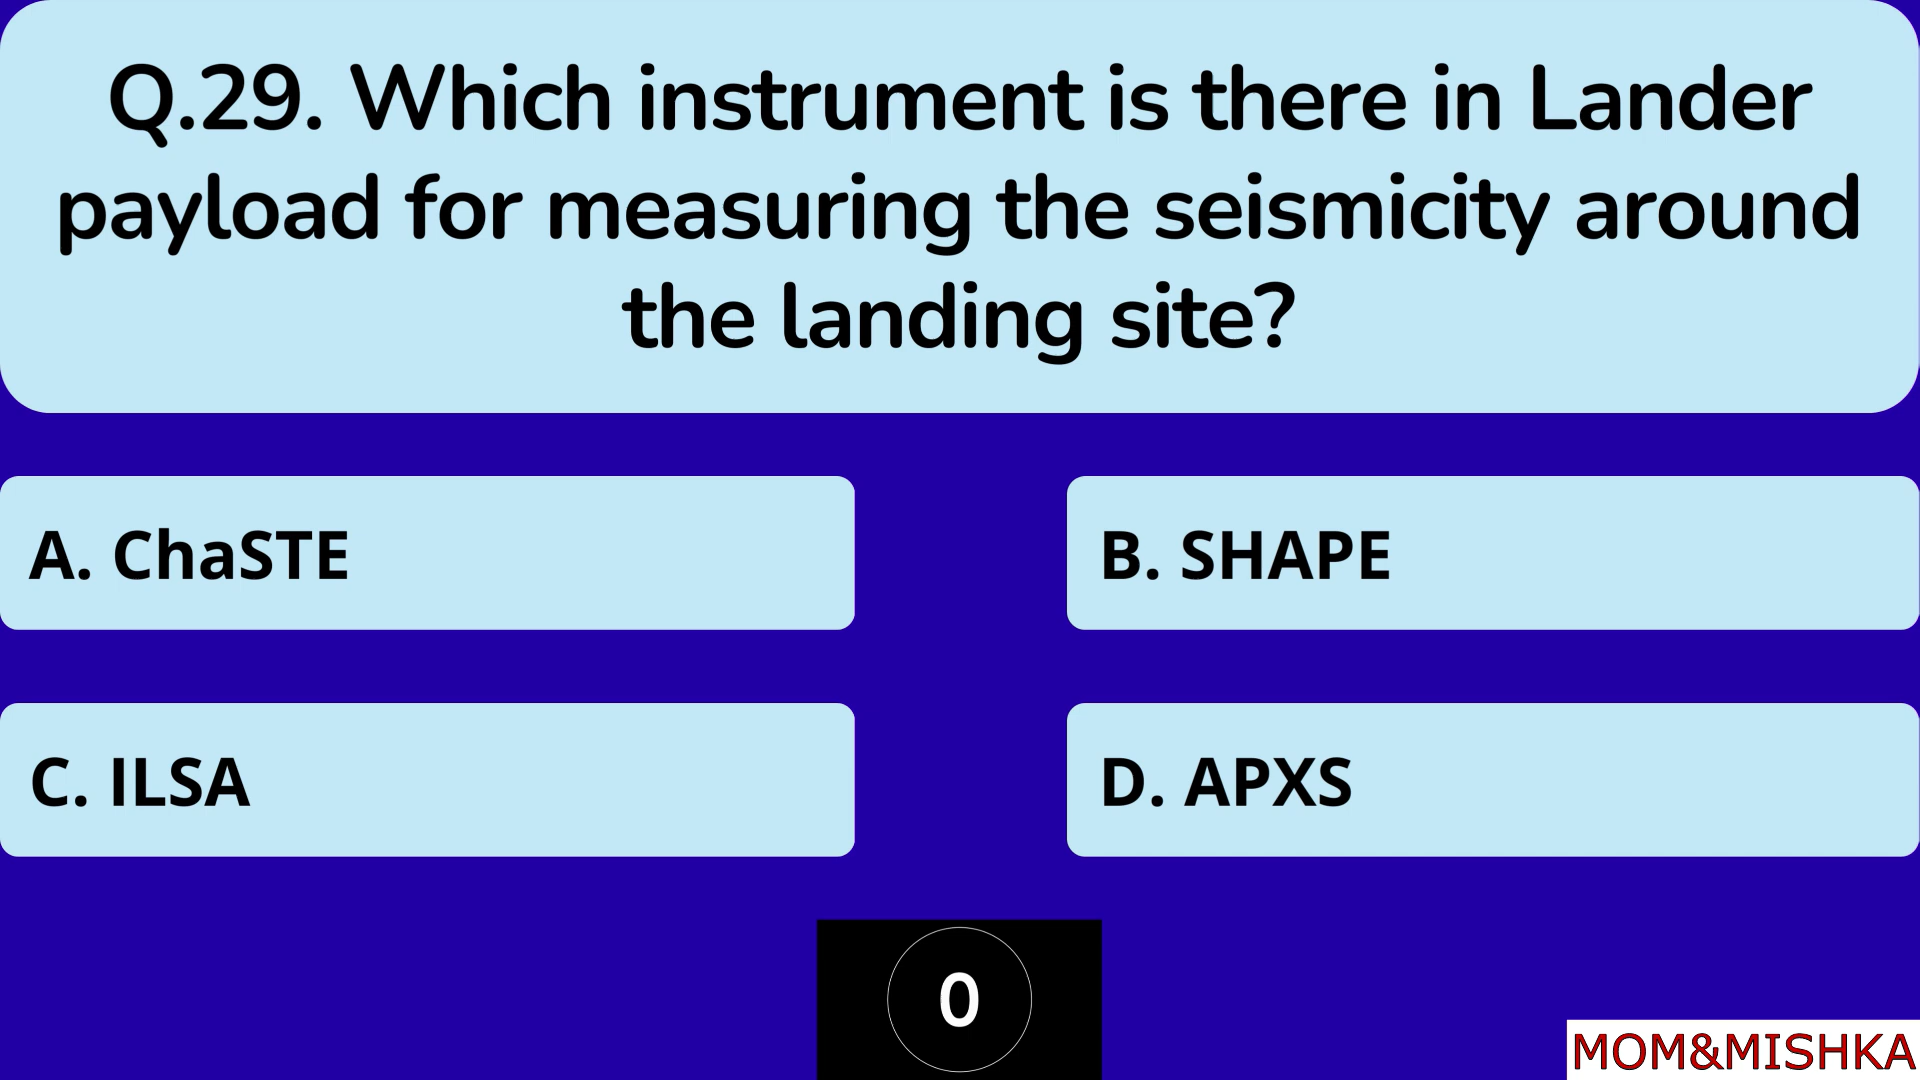 Q.29. Which instrument is there in Lander
payload for measuring the seismicity around
the landing site?
A. ChaSTE
B. SHAPE
C. ILSA
D. APXS
0
MOM&MISHKA